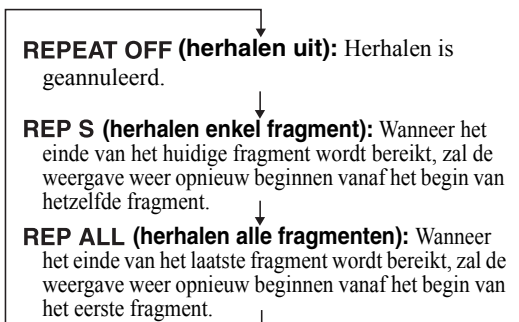 REPEAT OFF (herhalen uit): Herhalen is
geannuleerd.
REP S (herhalen enkel fragment): Wanneer het
einde van het huidige fragment wordt bereikt, zal de
weergave weer opnieuw beginnen vanaf het begin van
hetzelfde fragment.
REP ALL (herhalen alle fragmenten): Wanneer
het einde van het laatste fragment wordt bereikt, zal de
weergave weer opnieuw beginnen vanaf het begin van
het eerste fragment.